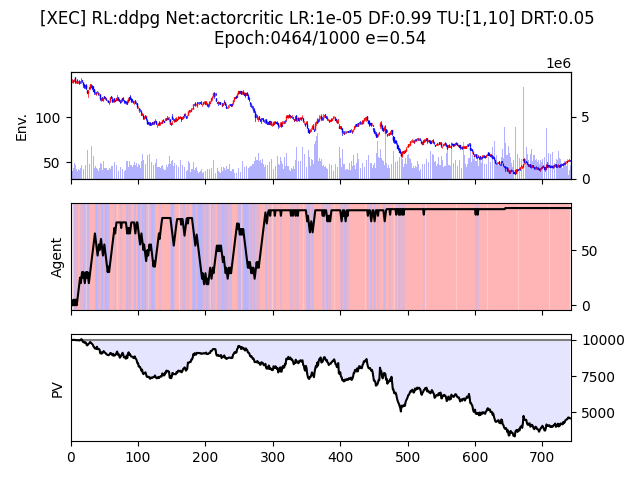 [XEC] RL:ddpg Net:actorcritic LR:1e-05 DF:0.99 TU:[1,10] DRT:0.05
Epoch:0464/1000 e=0.54
1e6
Env.
100
50
5
0
Agent
50
0
PV
10000
7500
5000
0 100 200 300 400 500 600 700